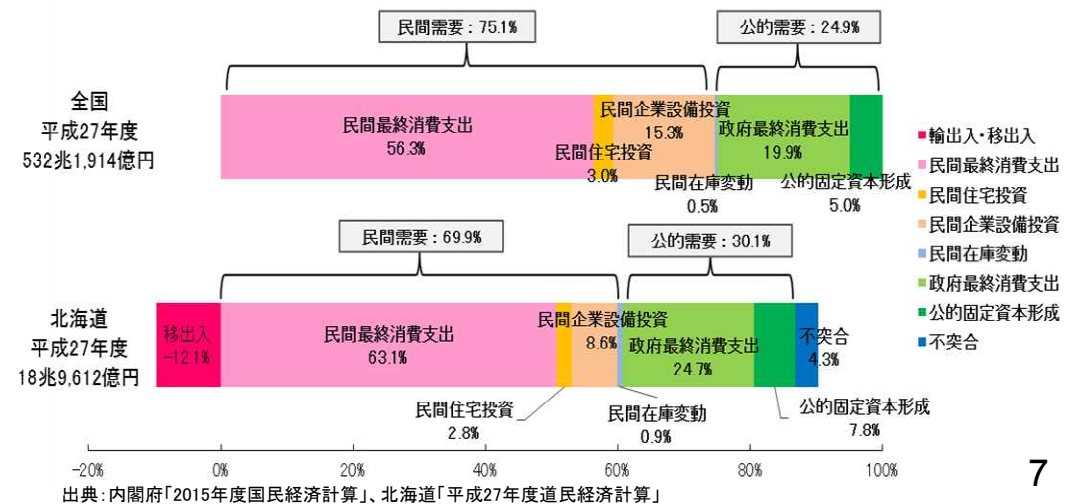 民間需要：75.1%
公的需要：24.9%
全国
平成27年度
532兆1,914億円
民間最終消費支出
56.3%
民間住宅投資
3.0%
民間企業設備投資
15.3%
民間在庫変動
0.5%
政府最終消費支出
19.9%
公的固定資本形成
5.0%
輸出入・移出入
民間最終消費支出
民間住宅投資
民間企業設備投資
民間在庫変動
政府最終消費支出
公的固定資本形成
不突合
民間需要：69.9%
公的需要：30.1%
北海道
平成27年度
18兆9,612億円
移出入
-12.1%
民間最終消費支出
63.1%
民間企業設備投資
8.6%
政府最終消費支出
24.7%
不突合
4.3%
民間住宅投資
2.8%
民間在庫変動
0.9%
公的固定資本形成
7.8%
-20% 0% 20% 40% 60% 80% 100%
出典：内閣府「2015年度国民経済計算」、北海道「平成27年度道民経済計算」
7